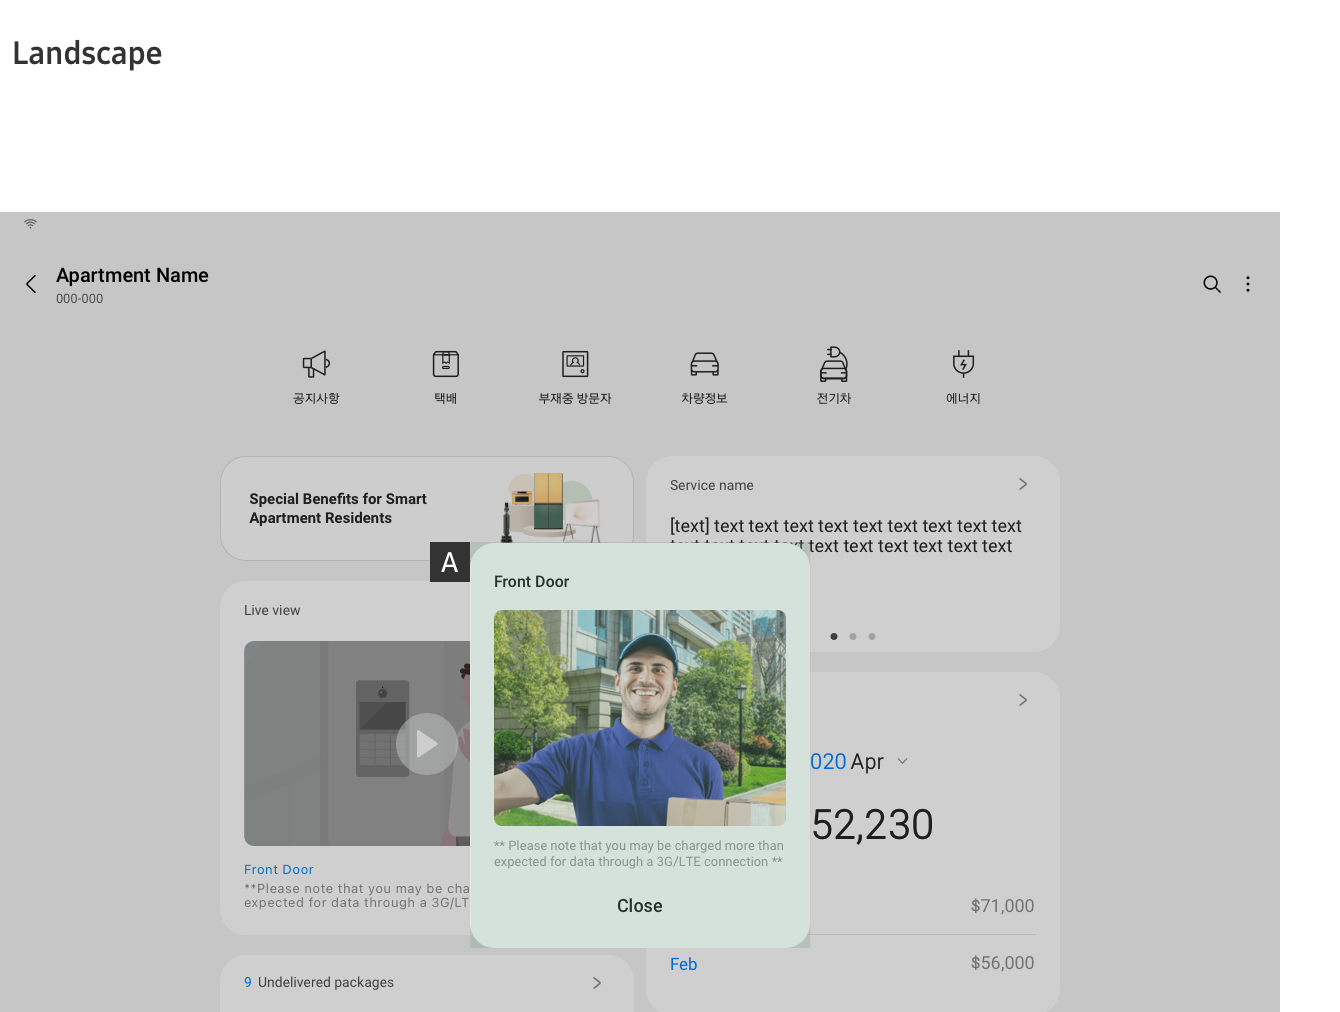 Landscape
Apartment Name
000-000
공지사항
택배
부재중 방문자
차량정보
전기차
에너지
Special Benefits for Smart
Apartment Residents
Service name
[text] text text text text text text text text text
text text text text text text text text text text
A
Front Door
Live view
020 Apr
52,230
** Please note that you may be charged more than
expected for data through a 3G/LTE connection **
Close
Front Door
**Please note that you may be cha
expected for data through a 3G/LT
$71,000
Feb
$56,000
9 Undelivered packages